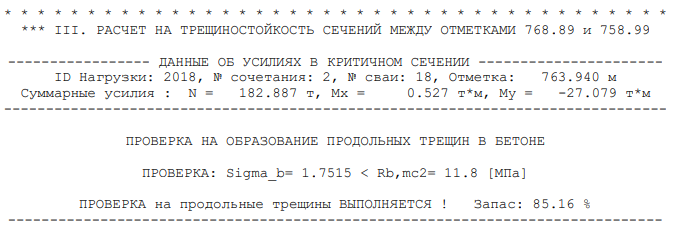 * * * * * * * * * * * * * * * * * * * * * * * * * * * * * * * * * * * * * * *
*** III. РАСЧЕТ НА ТРЕЩИНОСТОЙКОСТЬ СЕЧЕНИЙ МЕЖДУ ОТМЕТКАМИ 768.89 и 758.99
----------------- ДАННЫЕ ОБ УСИЛИЯХ В КРИТИЧНОМ СЕЧЕНИИ ----------------------
ID Нагрузки: 2018, № сочетания: 2, № сваи: 18, Отметка: 763.940 м
Суммарные усилия : N = 182.887 т, Mx = 0.527 т*м, My = -27.079 т*м
------------------------------------------------------------------------------
ПРОВЕРКА НА ОБРАЗОВАНИЕ ПРОДОЛЬНЫХ ТРЕЩИН В БЕТОНЕ
ПРОВЕРКА: Sigma_b= 1.7515 < Rb,mc2= 11.8 [МПа]
ПРОВЕРКА на продольные трещины ВЫПОЛНЯЕТСЯ ! Запас: 85.16 %
------------------------------------------------------------------------------